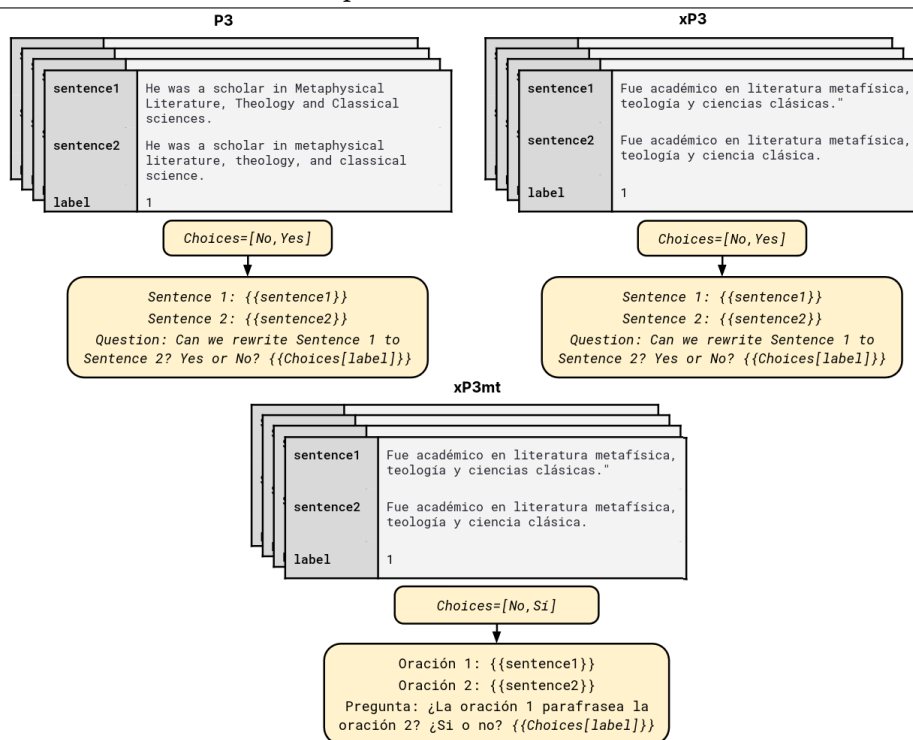 P3
sentence1
He was a scholar in Metaphysical
Literature, Theology and Classical
sciences.
sentence2
He was a scholar in metaphysical
literature, theology, and classical
science.
label
1
Choices=[No,Yes]
Sentence 1: {{sentence1}}
Sentence 2: {{sentence2}}
Question: Can we rewrite Sentence 1 to
Sentence 2? Yes or No? {{Choices[label]}}
xP3
sentence1
Fue académico en literatura metafísica,
teología y ciencias clásicas."
sentence2
Fue académico en literatura metafísica,
teología y ciencia clásica.
label
1
Choices=[No,Yes]
Sentence 1: {{sentence1}}
Sentence 2: {{sentence2}}
Question: Can we rewrite Sentence 1 to
Sentence 2? Yes or No? {{Choices[label]}}
xP3mt
sentence1
Fue académico en literatura metafísica,
teología y ciencias clásicas."
sentence2
Fue académico en literatura metafísica,
teología y ciencia clásica.
label
1
Choices=[No,Sí]
Oración 1: {{sentence1}}
Oración 2: {{sentence2}}
Pregunta: ¿La oración 1 parafrasea la
oración 2? ¿Si o no? {{Choices[label]}}